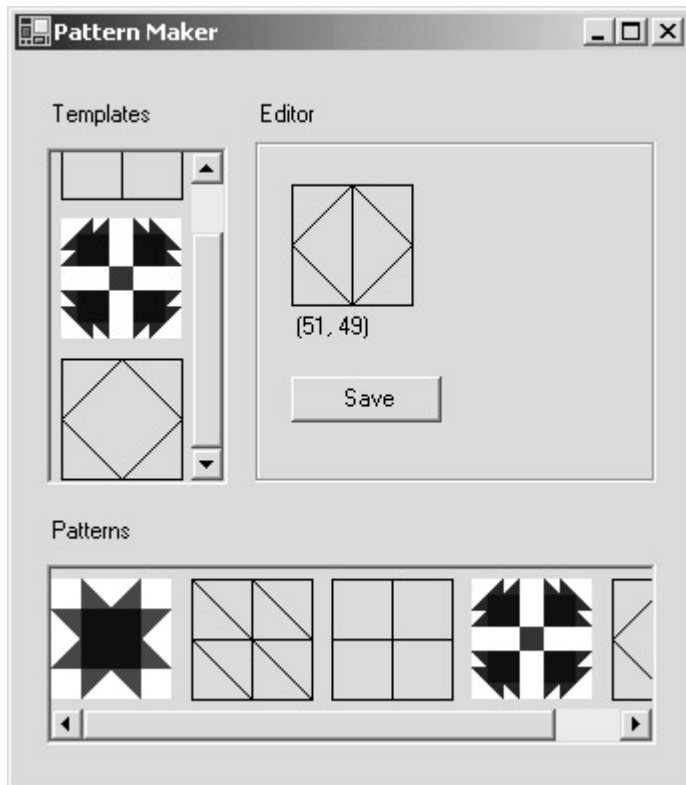 Pattern Maker
Templates
Editor
(51, 49)
Save
Patterns